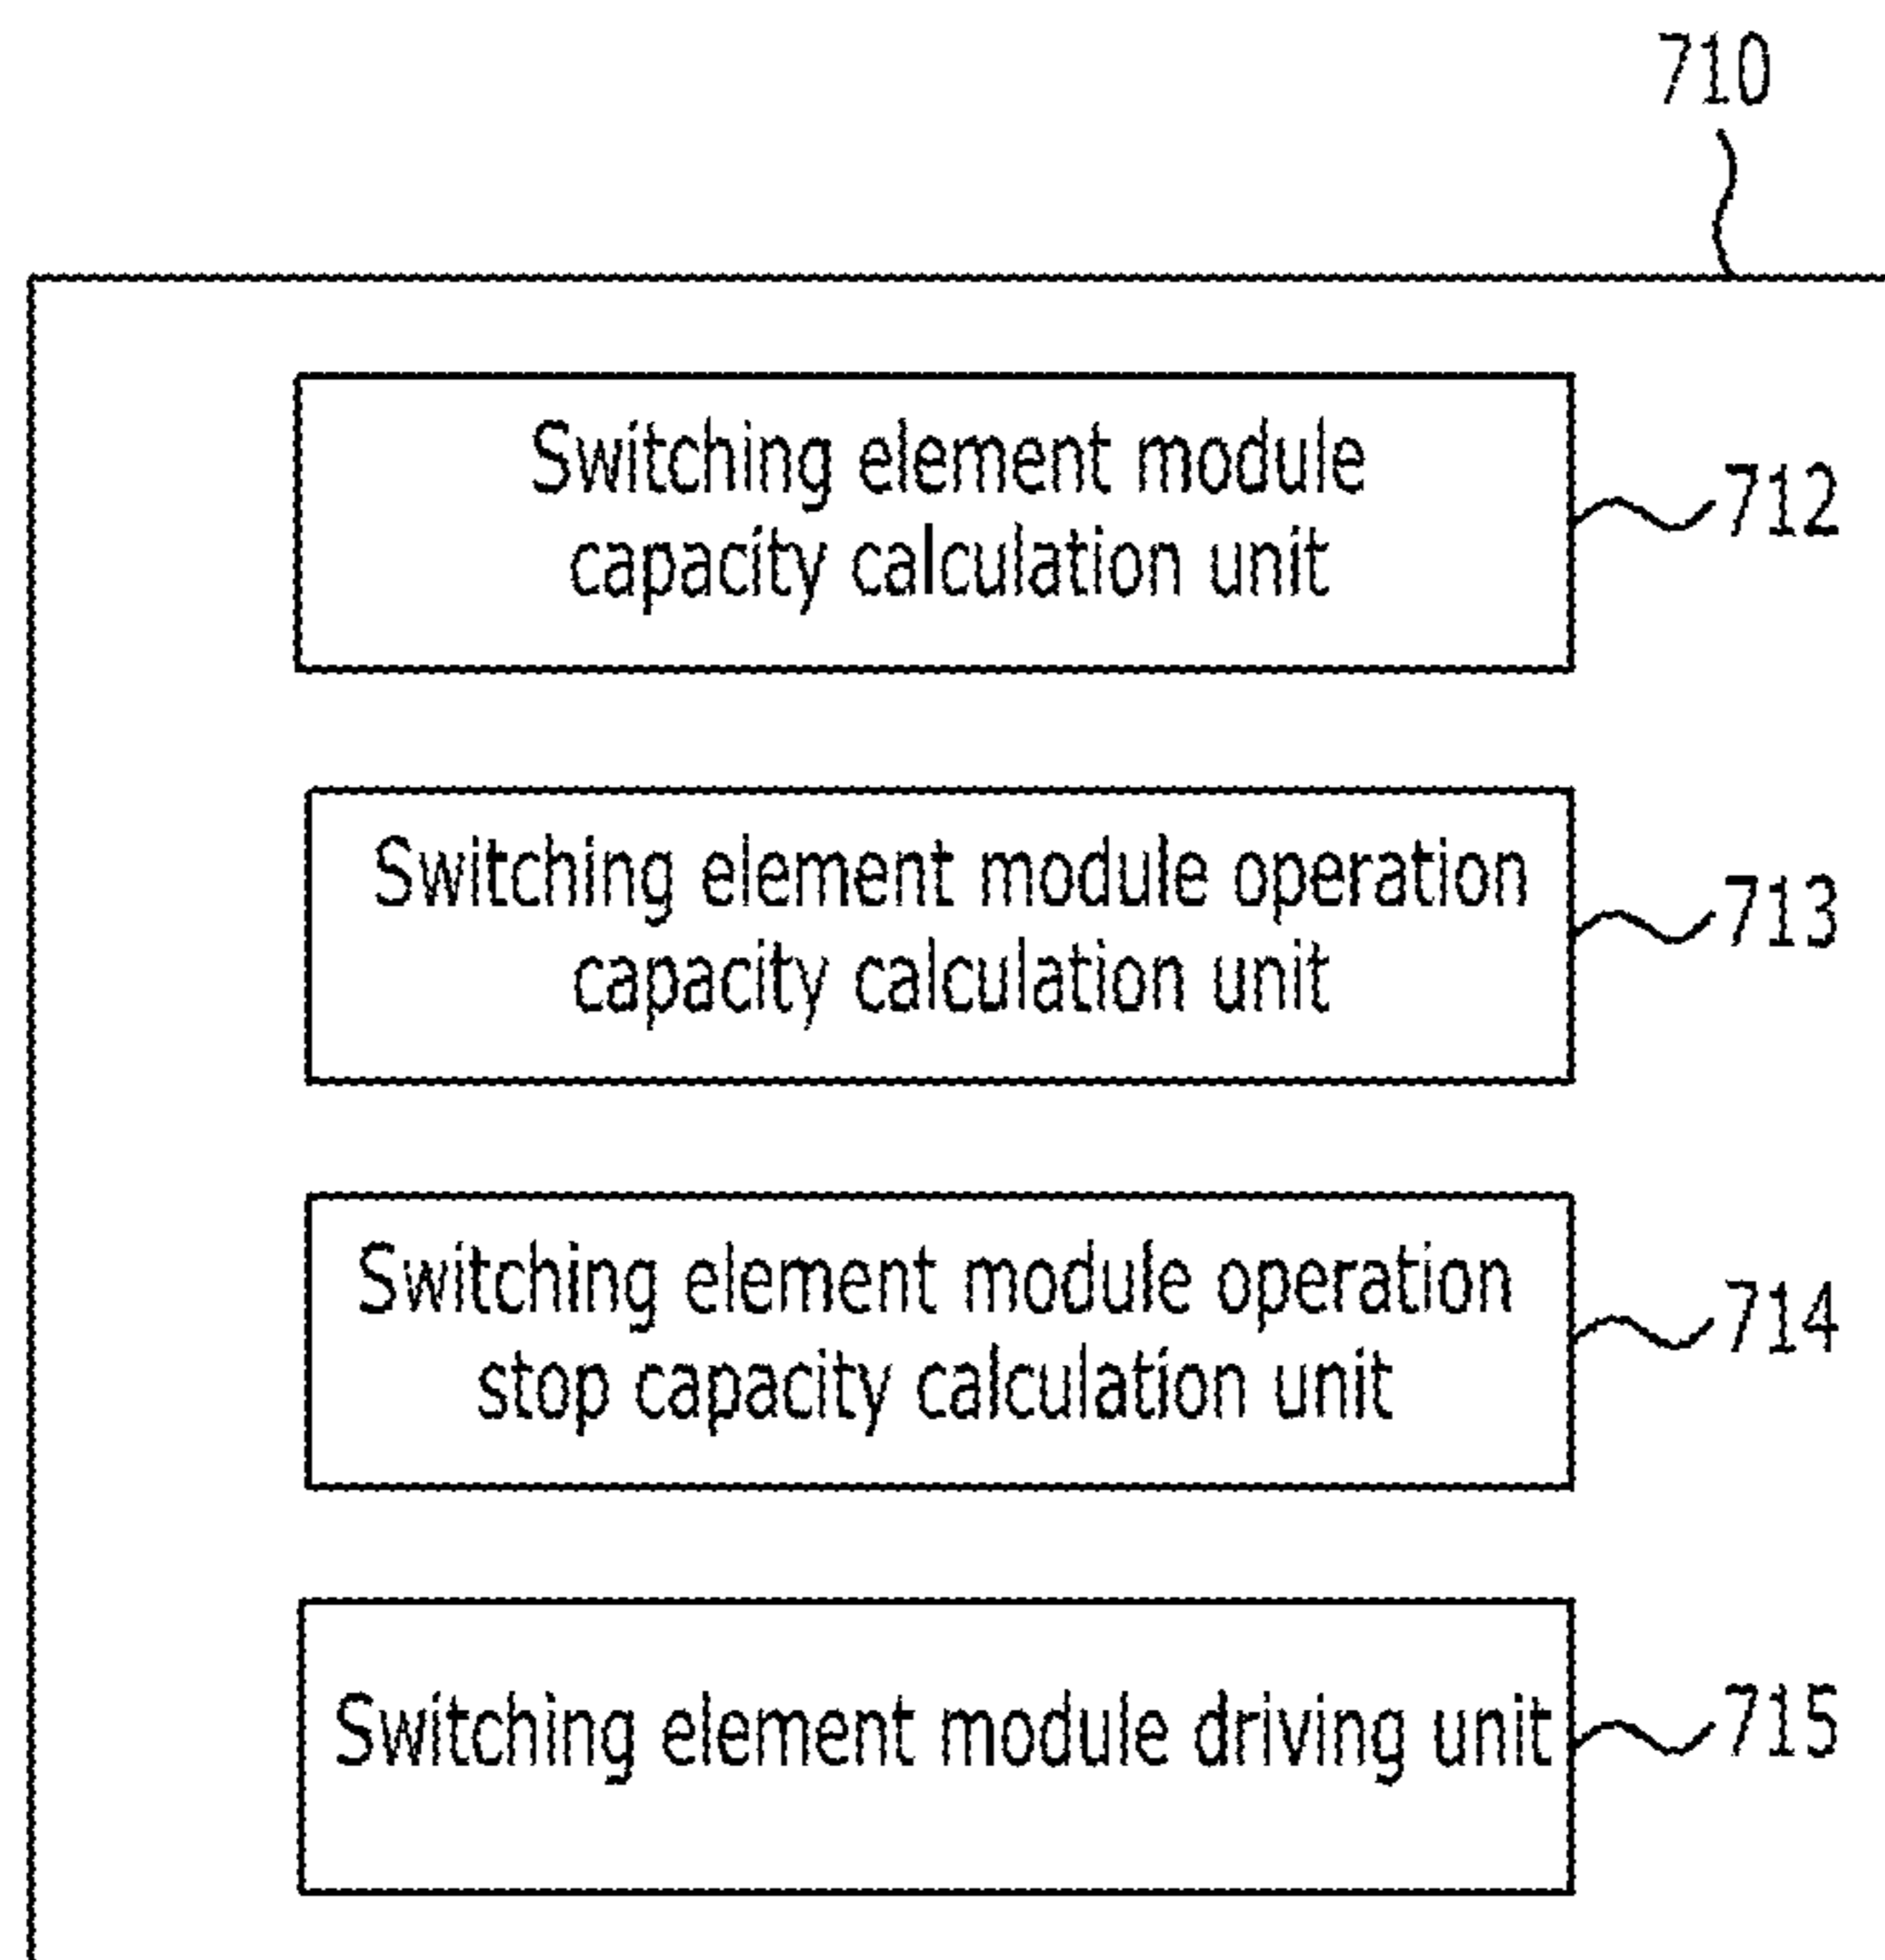 710
Switching element module
capacity calculation unit
712
Switching element module operation
capacity calculation unit
713
Switching element module operation
stop capacity calculation unit
714
Switching element module driving unit
715